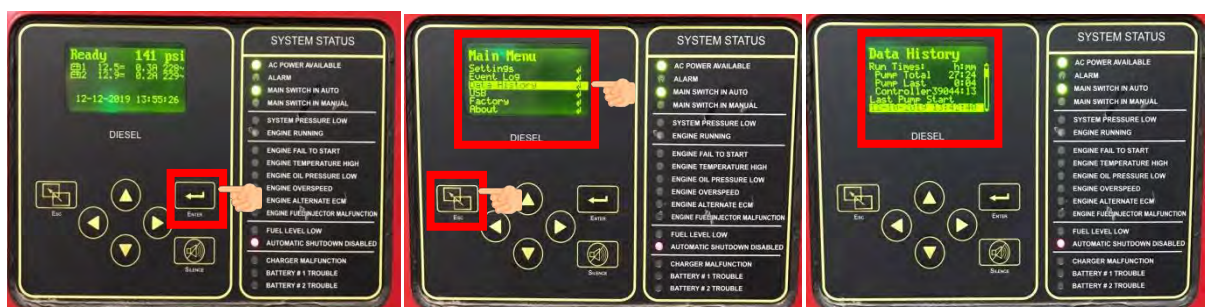 Ready 141 psi
12-12-2019 13:55:26
DIESEL
ESC
ENTER
SILENCE
SYSTEM STATUS
AC POWER AVAILABLE
ALARM
MAIN SWITCH IN AUTO
MAIN SWITCH IN MANUAL
SYSTEM PRESSURE LOW
ENGINE RUNNING
ENGINE FAIL TO START
ENGINE TEMPERATURE HIGH
ENGINE OIL PRESSURE LOW
ENGINE OVERSPEED
ENGINE ALTERNATE ECM
ENGINE FUEL INJECTOR MALFUNCTION
FUEL LEVEL LOW
AUTOMATIC SHUTDOWN DISABLED
CHARGER MALFUNCTION
BATTERY # 1 TROUBLE
BATTERY # 2 TROUBLE
Main Menu
Settings
Event Log
Data History
USB
Factory
About
DIESEL
ESC
ENTER
SILENCE
SYSTEM STATUS
AC POWER AVAILABLE
ALARM
MAIN SWITCH IN AUTO
MAIN SWITCH IN MANUAL
SYSTEM PRESSURE LOW
ENGINE RUNNING
ENGINE FAIL TO START
ENGINE TEMPERATURE HIGH
ENGINE OIL PRESSURE LOW
ENGINE OVERSPEED
ENGINE ALTERNATE ECM
ENGINE FUEL INJECTOR MALFUNCTION
FUEL LEVEL LOW
AUTOMATIC SHUTDOWN DISABLED
CHARGER MALFUNCTION
BATTERY # 1 TROUBLE
BATTERY # 2 TROUBLE
Data History
Run Times: h:mm
Pump Total 27:24
Pump Last 0:04
Controller 39044:13
Last Pump Start
DIESEL
ESC
ENTER
SILENCE
SYSTEM STATUS
AC POWER AVAILABLE
ALARM
MAIN SWITCH IN AUTO
MAIN SWITCH IN MANUAL
SYSTEM PRESSURE LOW
ENGINE RUNNING
ENGINE FAIL TO START
ENGINE TEMPERATURE HIGH
ENGINE OIL PRESSURE LOW
ENGINE OVERSPEED
ENGINE ALTERNATE ECM
ENGINE FUEL INJECTOR MALFUNCTION
FUEL LEVEL LOW
AUTOMATIC SHUTDOWN DISABLED
CHARGER MALFUNCTION
BATTERY # 1 TROUBLE
BATTERY # 2 TROUBLE